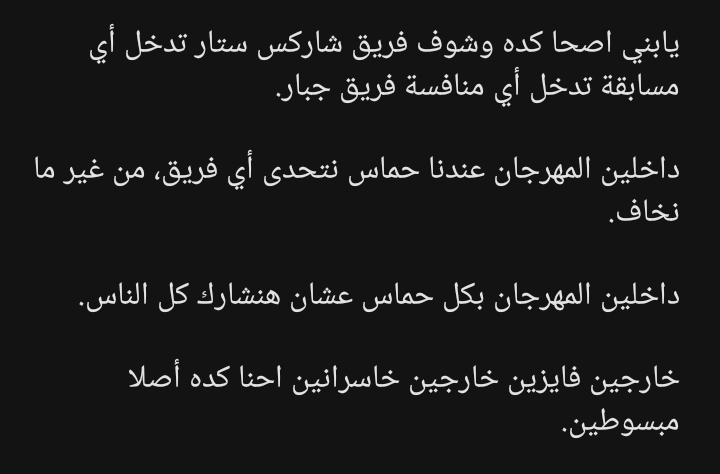 يابني اصحا كده وشوف فريق شاركس ستار تدخل أي
مسابقة تدخل أي منافسة فريق جبار.
داخلين المهرجان عندنا حماس نتحدى أي فريق، من غير ما
نخاف.
داخلين المهرجان بكل حماس عشان هنشارك كل الناس.
خارجين فايزين خارجين خاسرانين احنا كده أصلا
مبسوطين.